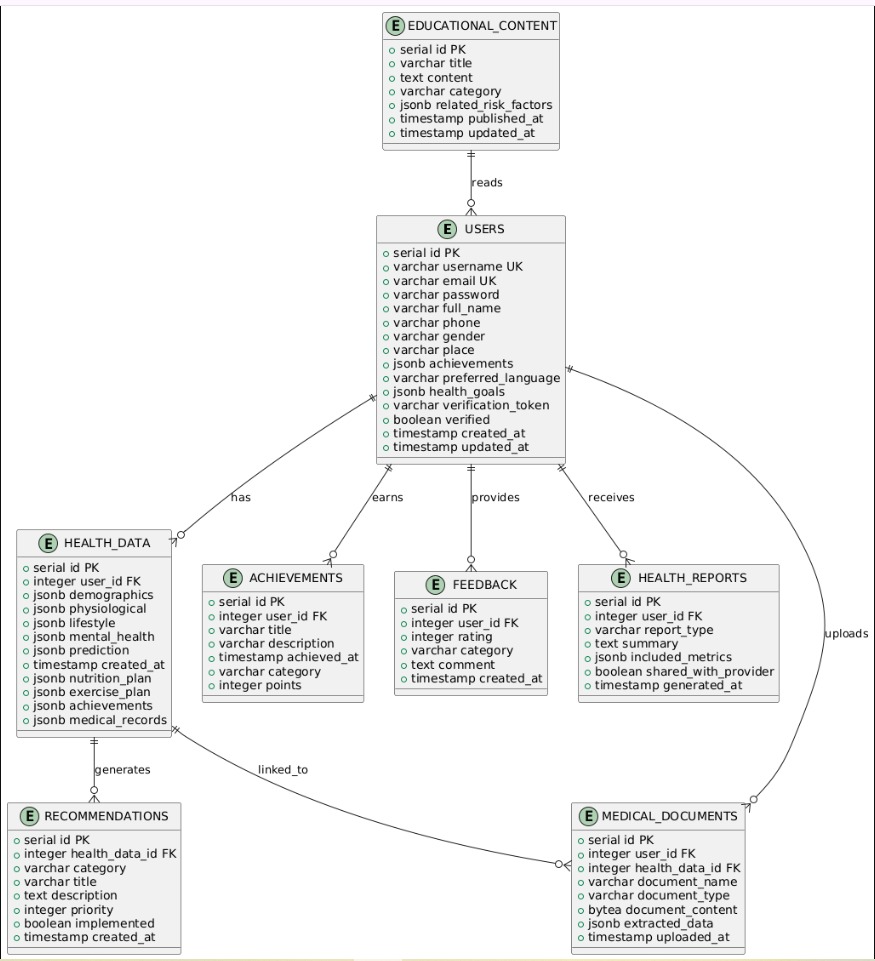 E EDUCATIONAL_CONTENT
serial id PK
varchar title
text content
varchar category
jsonb related_risk_factors
timestamp published_at
timestamp updated_at
reads
E USERS
serial id PK
varchar username UK
varchar email UK
varchar password
varchar full_name
varchar phone
varchar gender
varchar place
jsonb achievements
varchar preferred_language
jsonb health_goals
varchar verification_token
boolean verified
timestamp created_at
timestamp updated_at
has
earns
provides
receives
uploads
E HEALTH_DATA
serial id PK
integer user_id FK
jsonb demographics
jsonb physiological
jsonb lifestyle
jsonb mental_health
jsonb prediction
timestamp created_at
jsonb nutrition_plan
jsonb exercise_plan
jsonb achievements
jsonb medical_records
E ACHIEVEMENTS
serial id PK
integer user_id FK
varchar title
varchar description
timestamp achieved_at
varchar category
integer points
E FEEDBACK
serial id PK
integer user_id FK
integer rating
varchar category
text comment
timestamp created_at
E HEALTH_REPORTS
serial id PK
integer user_id FK
varchar report_type
text summary
jsonb included_metrics
boolean shared_with_provider
timestamp generated_at
generates
linked_to
E RECOMMENDATIONS
serial id PK
integer health_data_id FK
varchar category
varchar title
text description
integer priority
boolean implemented
timestamp created_at
E MEDICAL_DOCUMENTS
serial id PK
integer user_id FK
integer health_data_id FK
varchar document_name
varchar document_type
bytea document_content
jsonb extracted_data
timestamp uploaded_at